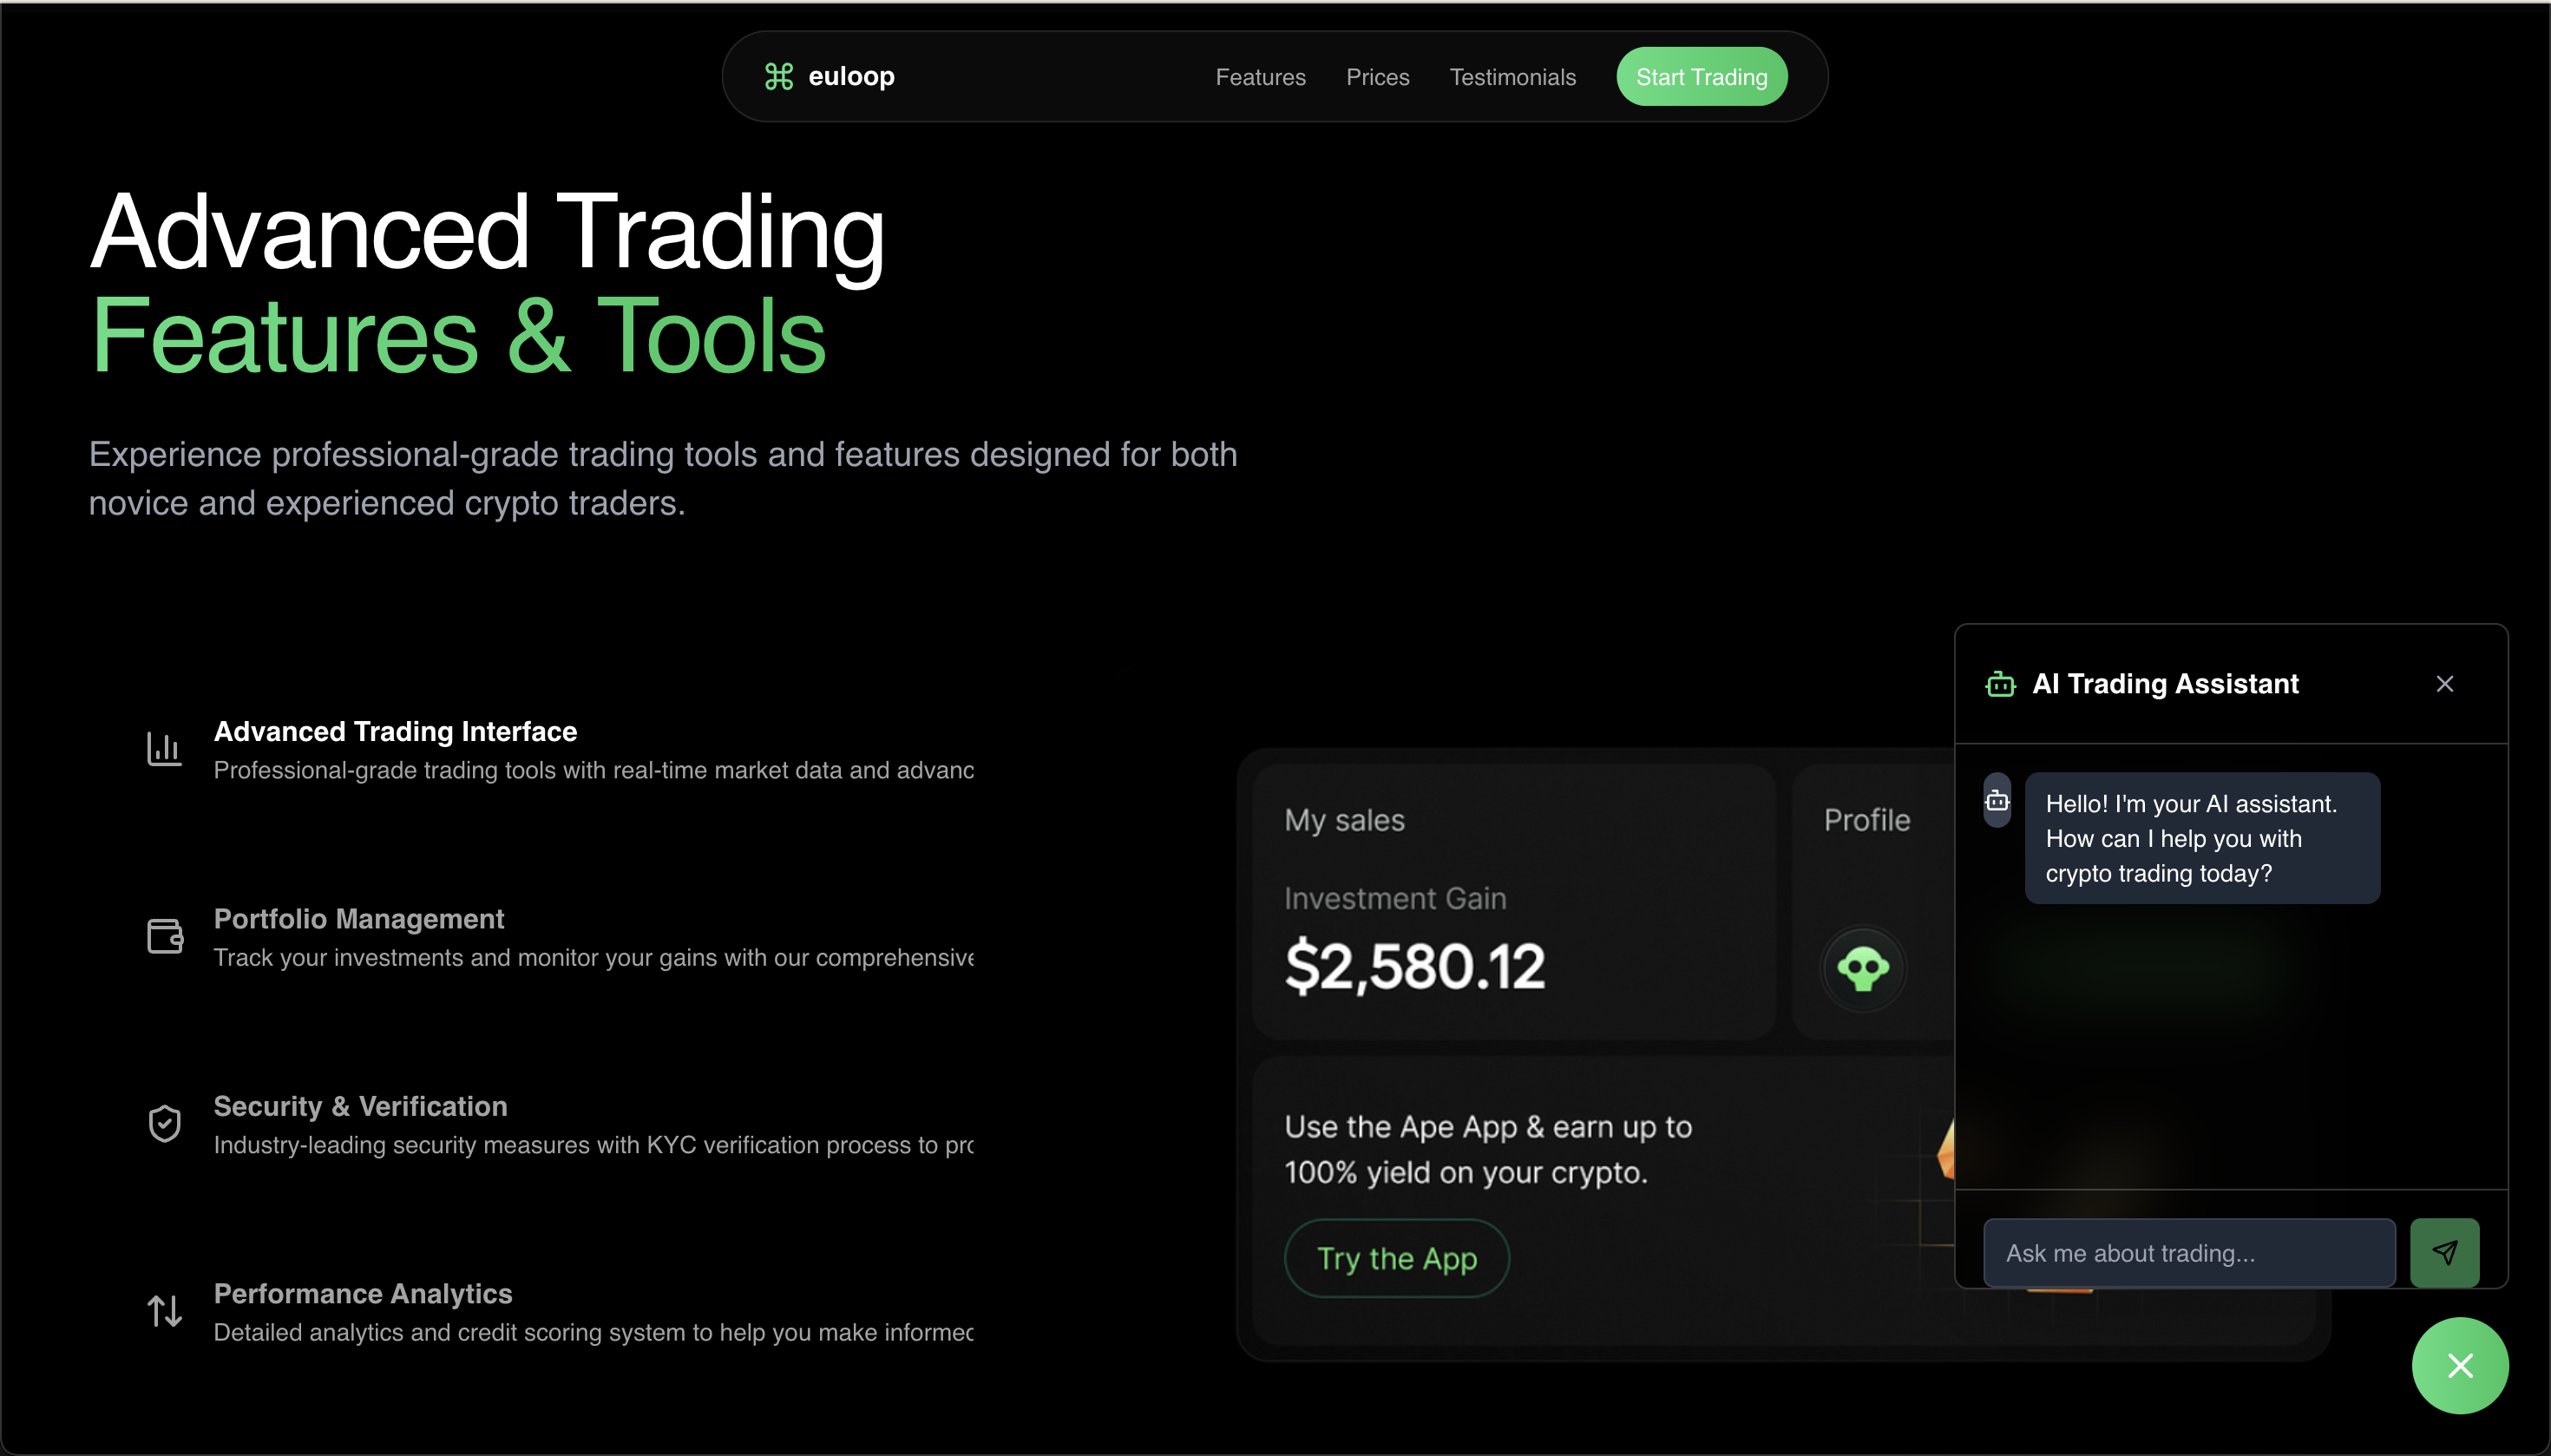 euloop
Features
Prices
Testimonials
Start Trading
Advanced Trading
Features & Tools
Experience professional-grade trading tools and features designed for both
novice and experienced crypto traders.
Advanced Trading Interface
Professional-grade trading tools with real-time market data and advanc
Portfolio Management
Track your investments and monitor your gains with our comprehensive
Security & Verification
Industry-leading security measures with KYC verification process to pro
Performance Analytics
Detailed analytics and credit scoring system to help you make informed
My sales
Investment Gain
$2,580.12
Profile
Use the Ape App & earn up to
100% yield on your crypto.
Try the App
AI Trading Assistant
Hello! I'm your AI assistant.
How can I help you with
crypto trading today?
Ask me about trading...